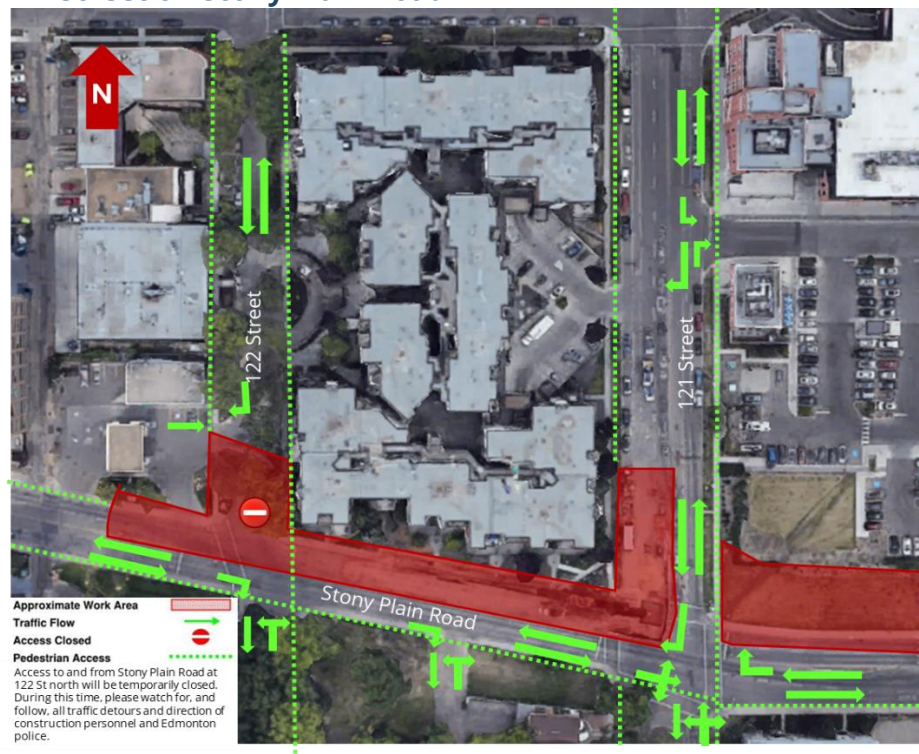 N
122 Street
121 Street
Stony Plain Road
Approximate Work Area
Traffic Flow
Access Closed
Pedestrian Access
Access to and from Stony Plain Road at
122 St north will be temporarily closed.
During this time, please watch for, and
follow, all traffic detours and direction of
construction personnel and Edmonton
police.